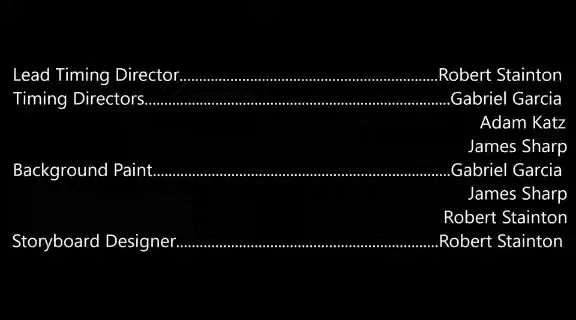 Lead Timing Director..................................................................Robert Stainton
Timing Directors..............................................................................Gabriel Garcia
Adam Katz
James Sharp
Background Paint............................................................................Gabriel Garcia
James Sharp
Robert Stainton
Storyboard Designer...................................................................Robert Stainton